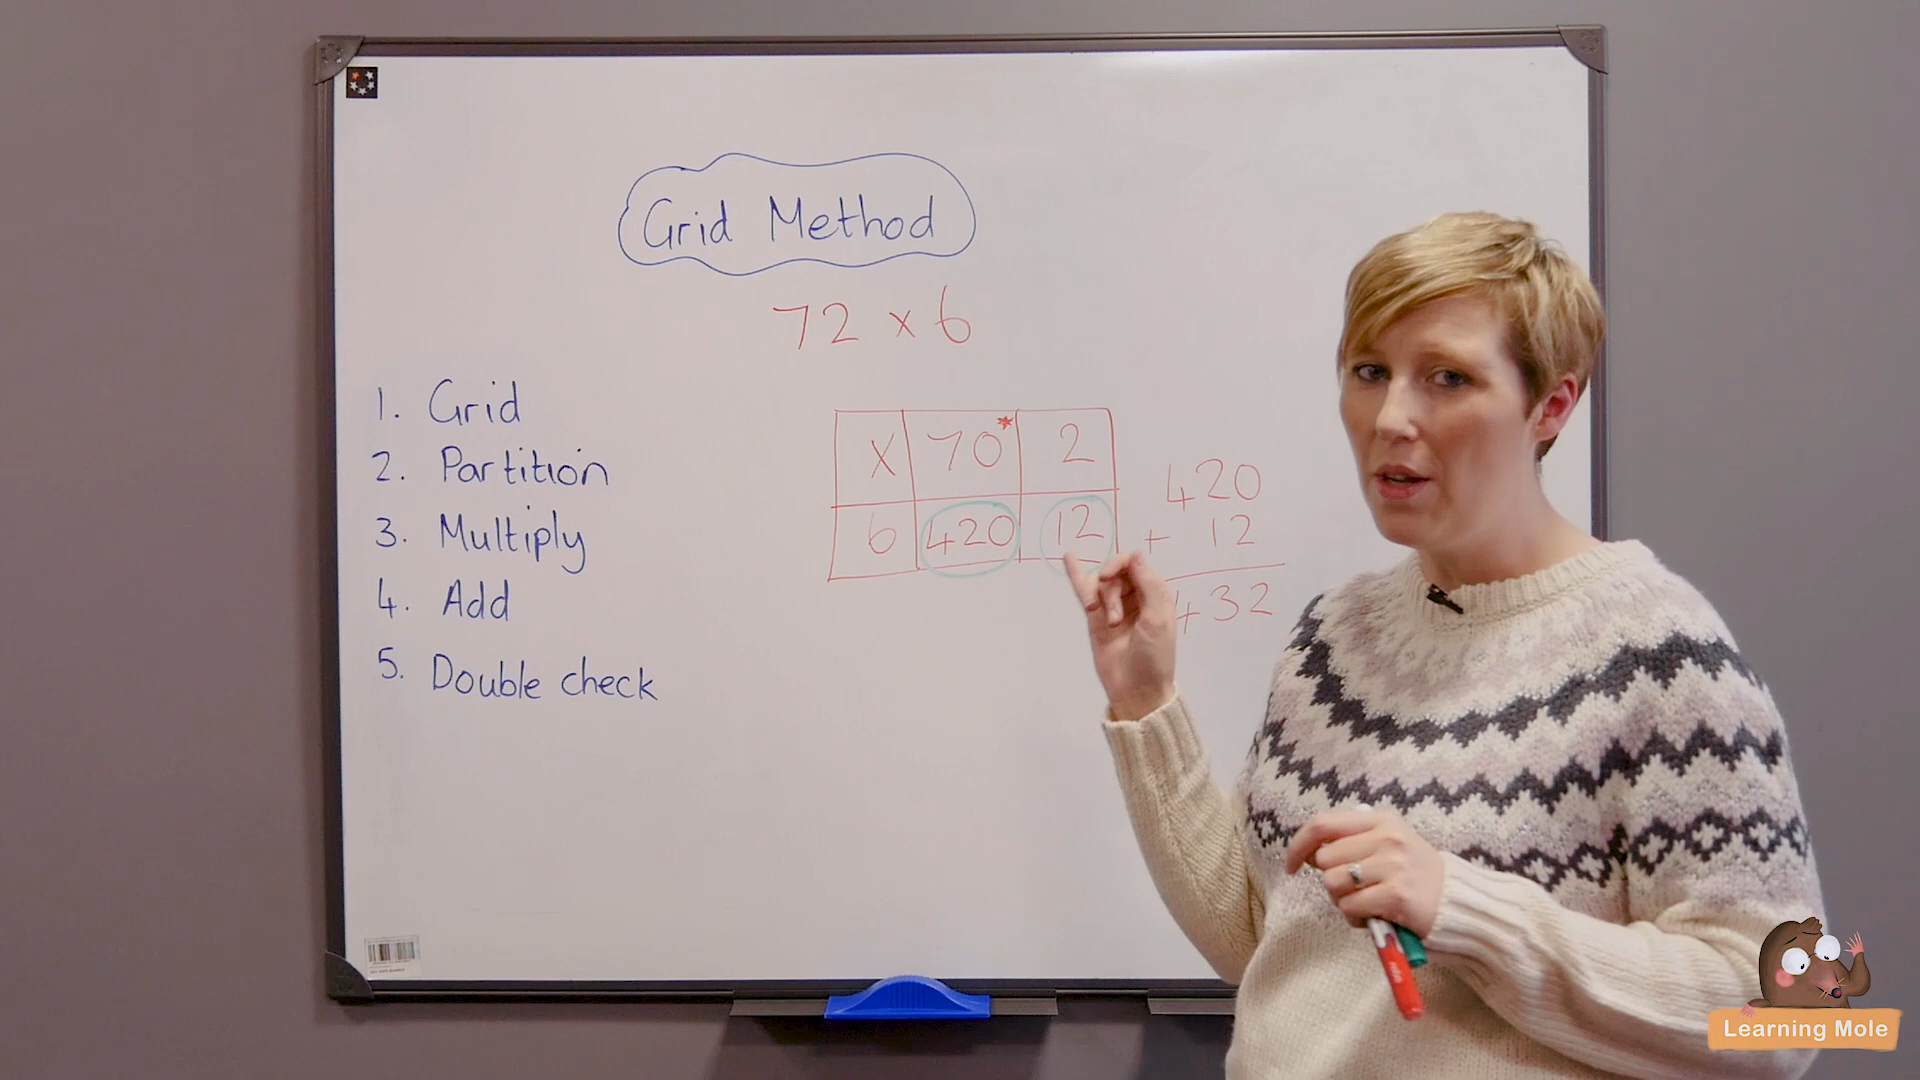 Grid Method
72 x 6
1. Grid
2. Partition
3. Multiply
4. Add
5. Double check
x 70* 2
6 420 12
420
+ 12
432
Learning Mole